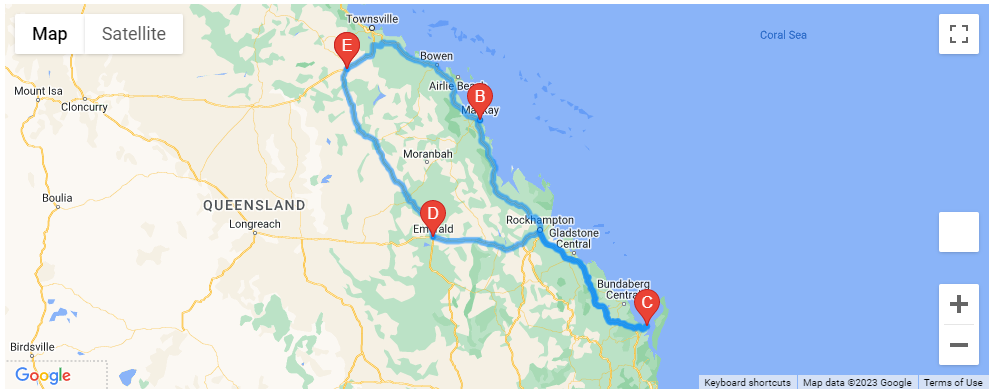 Map
Satellite
Townsville
Coral Sea
E
Bowen
Airlie Beach
Mount Isa
Cloncurry
B
Mackay
Moranbah
Boulia
QUEENSLAND
D
Longreach
Emerald
Rockhampton
Gladstone
Central
Bundaberg
Central
C
Birdsville
Google
Keyboard shortcuts
Map data ©2023 Google
Terms of Use